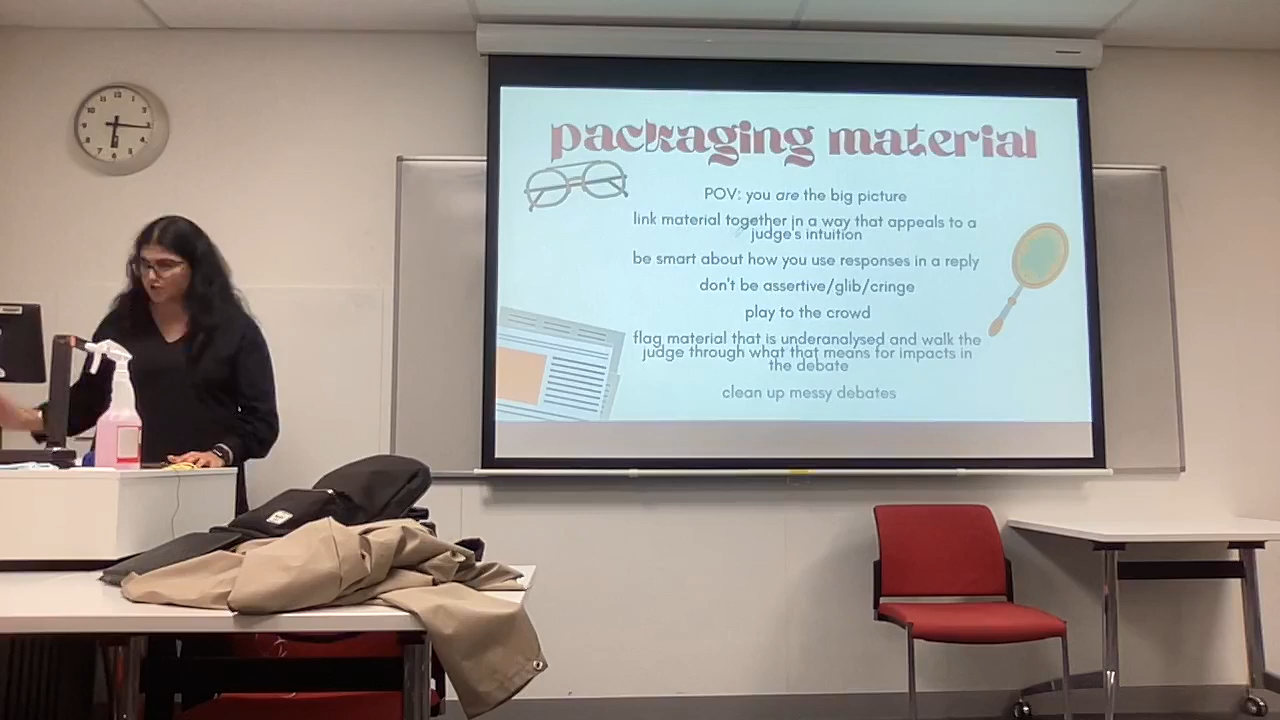 packaging material
POV: you are the big picture
link material together in a way that appeals to a
judge's intuition
be smart about how you use responses in a reply
don't be assertive/glib/cringe
play to the crowd
flag material that is underanalysed and walk the
judge through what that means for impacts in
the debate
clean up messy debates